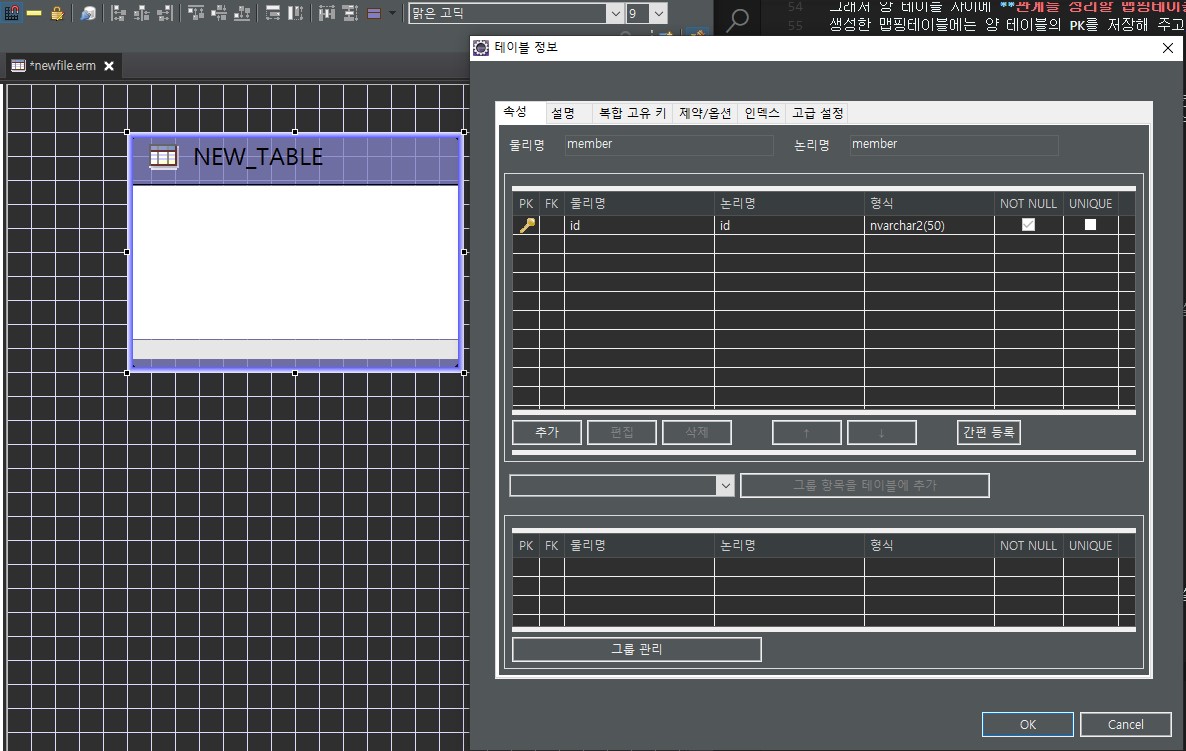 맑은 고딕 9
54 그래서 양 테이블 사이에 **관계를 정리할 맵핑테이블
55 생성한 맵핑테이블에는 양 테이블의 PK를 저장해 주고
*newfile.erm
NEW_TABLE
테이블 정보
속성 설명 복합 고유 키 제약/옵션 인덱스 고급 설정
물리명 member 논리명 member
PK FK 물리명 논리명 형식 NOT NULL UNIQUE
id id nvarchar2(50)
추가 편집 삭제 ↑ ↓ 간편 등록
그룹 항목을 테이블에 추가
PK FK 물리명 논리명 형식 NOT NULL UNIQUE
그룹 관리
OK Cancel